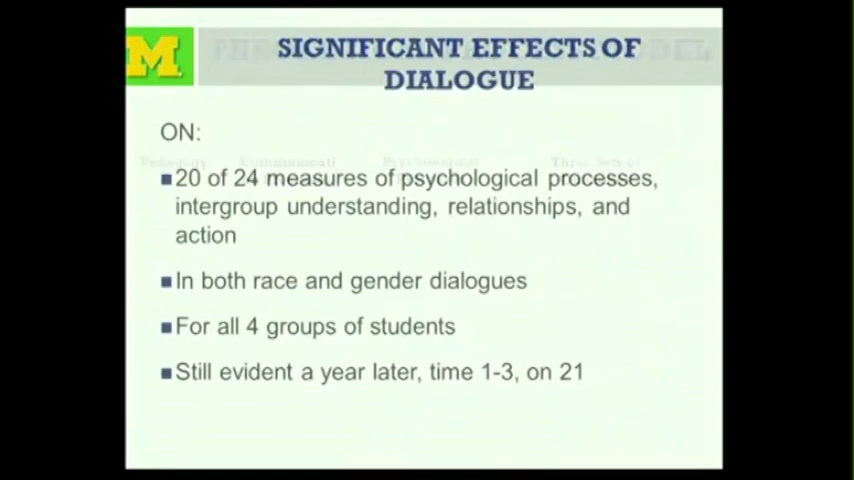 M
SIGNIFICANT EFFECTS OF
DIALOGUE
ON:
20 of 24 measures of psychological processes,
intergroup understanding, relationships, and
action
In both race and gender dialogues
For all 4 groups of students
Still evident a year later, time 1-3, on 21